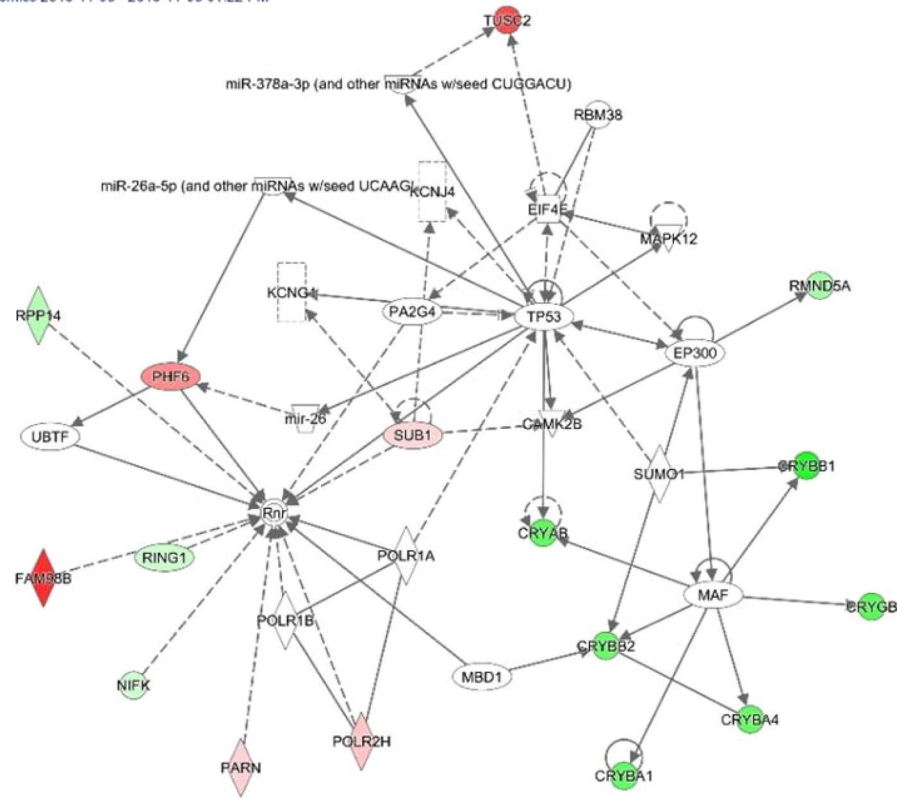 TUSC2
miR-378a-3p (and other miRNAs w/seed CUGGACU)
RBM38
miR-26a-5p (and other miRNAs w/seed UCAAGU
KCNJ4
EIF4E
MAPK12
RMND5A
KCNG1
PA2G4
TP53
RPP14
EP300
PHF6
mir-26
CAMK2B
UBTF
SUB1
SUMO1
CRYBB1
Rnr
CRYAB
RING1
POLR1A
FAM98B
MAF
CRYGB
POLR1B
CRYBB2
NIFK
MBD1
CRYBA4
POLR2H
PARN
CRYBA1